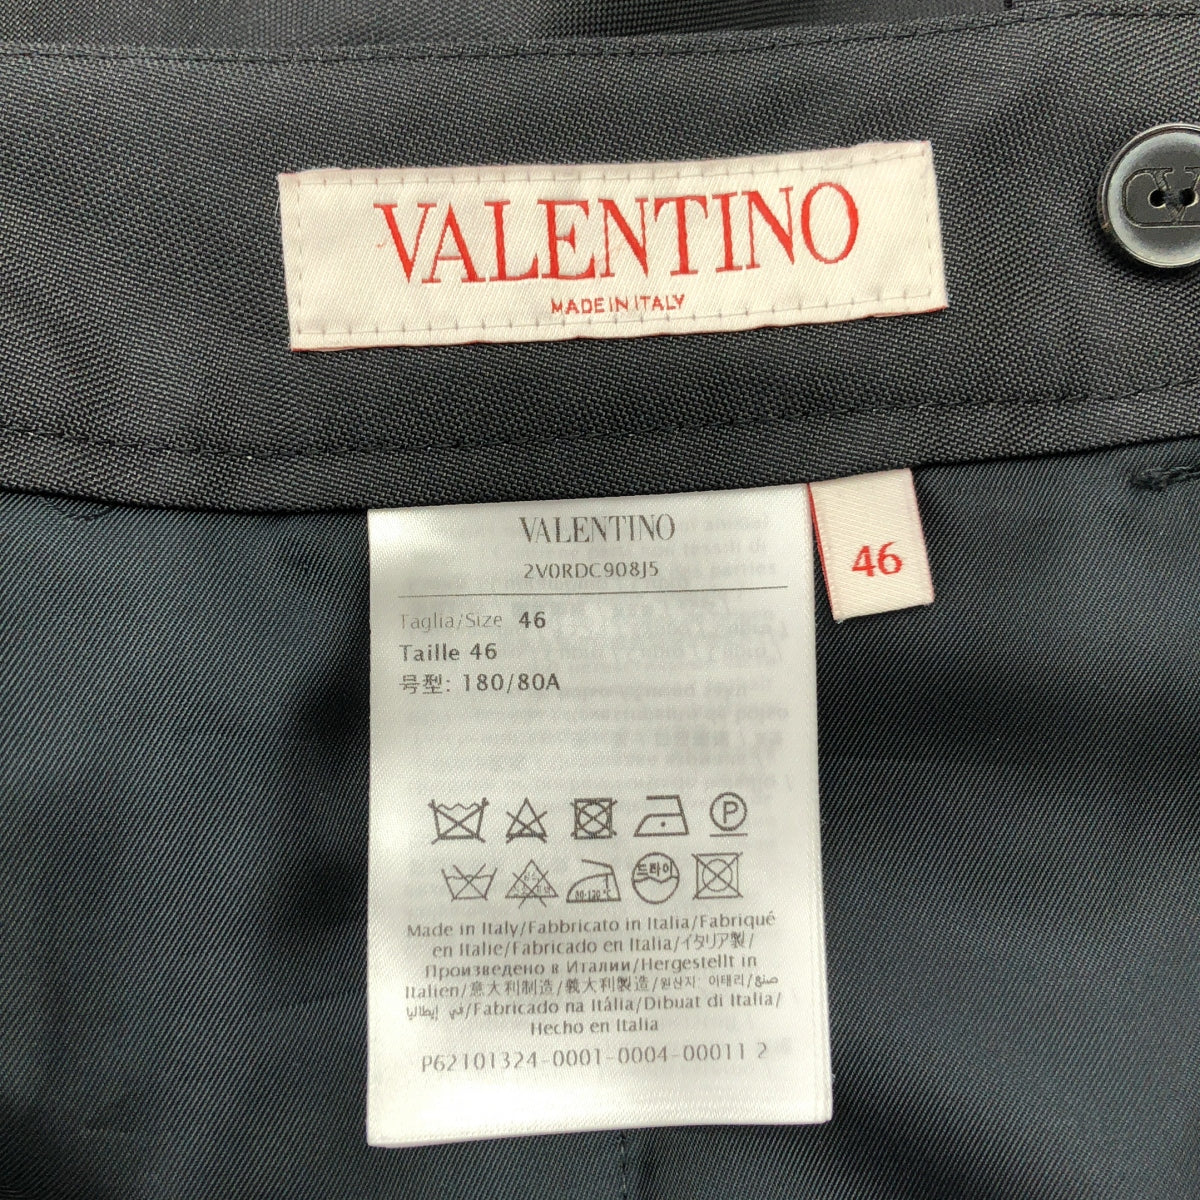 VALENTINO
MADE IN ITALY
46
VALENTINO
2V0RDC908J5
Taglia/Size 46
Taille 46
号型: 180/80A
P
드라이
80-120℃
Made in Italy/Fabbricato in Italia/Fabriqué
en Italie/Fabricado en Italia/イタリア製/
Произведено в Италии/Hergestellt in
Italien/意大利制造/義大利製造/원산지: 이태리/صنع
في إيطاليا/Fabricado na Itália/Dibuat di Italia/
Hecho en Italia
P62101324-0001-0004-00011 2